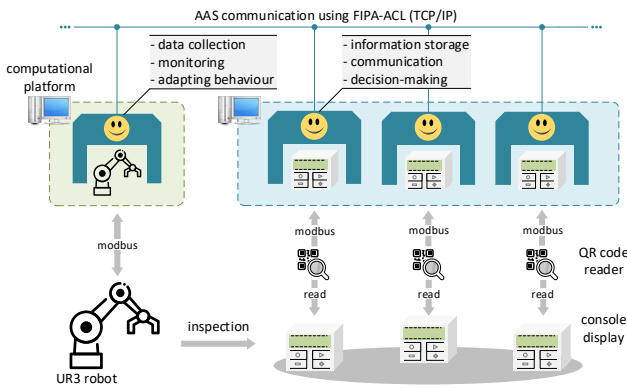 AAS communication using FIPA-ACL (TCP/IP)
- data collection
- monitoring
- adapting behaviour
- information storage
- communication
- decision-making
computational
platform
modbus
modbus
modbus
modbus
QR code
reader
read
read
read
inspection
console
display
UR3 robot